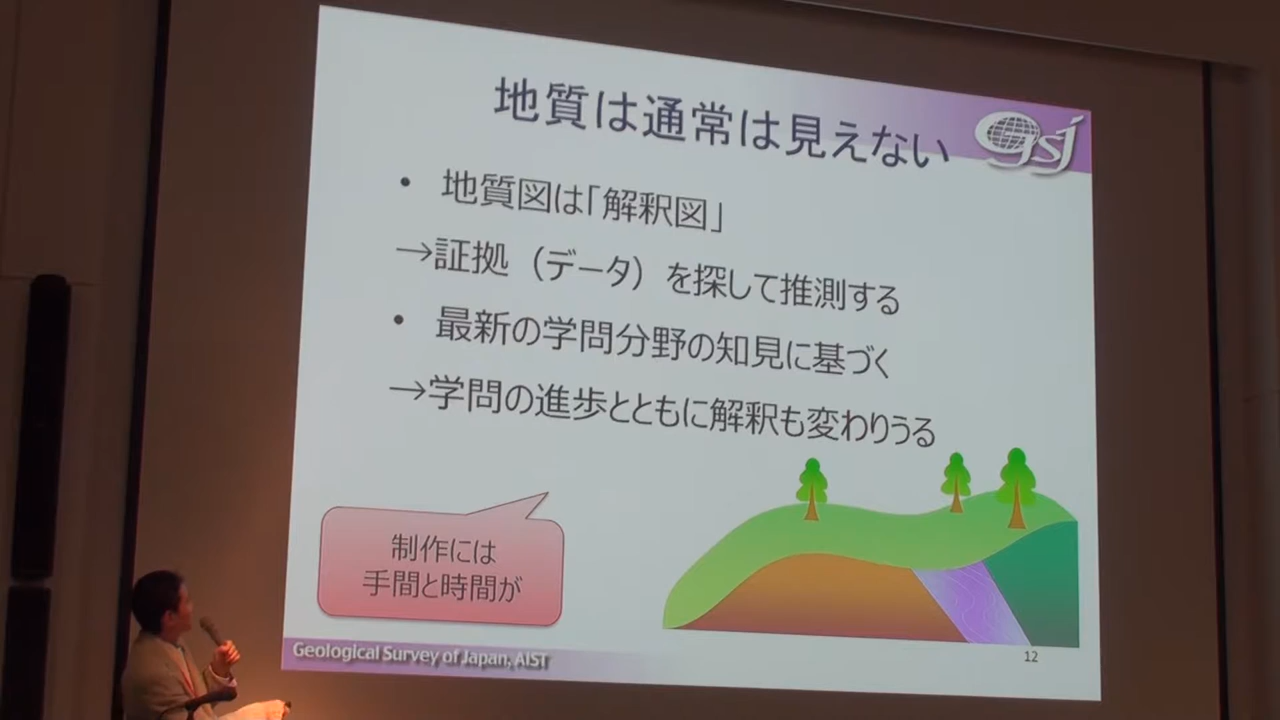 地質は通常は見えない
GSJ
• 地質図は「解釈図」
→証拠（データ）を探して推測する
• 最新の学問分野の知見に基づく
→学問の進歩とともに解釈も変わりうる
制作には
手間と時間が
Geological Survey of Japan, AIST
12